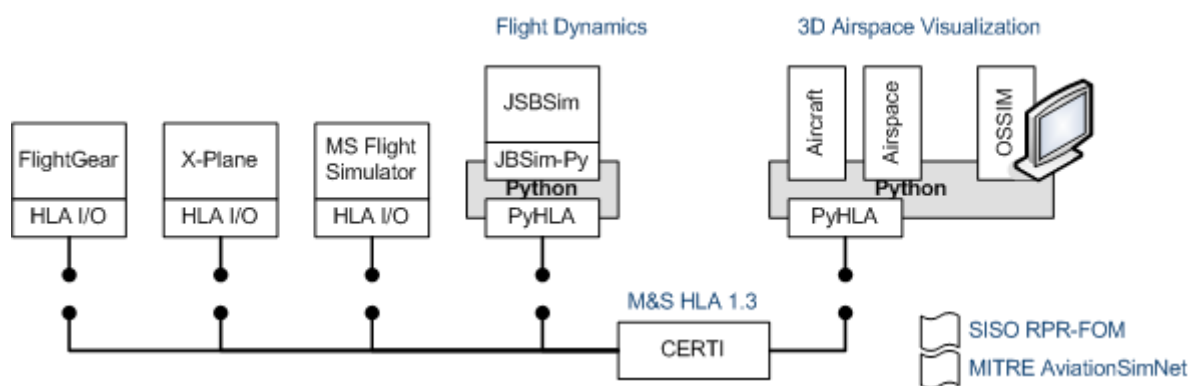 Flight Dynamics
3D Airspace Visualization
JSBSim
Aircraft
Airspace
OSSIM
FlightGear
X-Plane
MS Flight
Simulator
JBSim-Py
Python
Python
HLA I/O
HLA I/O
HLA I/O
PyHLA
PyHLA
M&S HLA 1.3
CERTI
SISO RPR-FOM
MITRE AviationSimNet